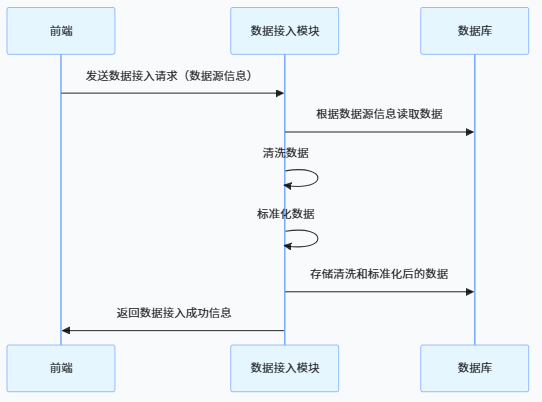 前端
数据接入模块
数据库
发送数据接入请求（数据源信息）
根据数据源信息读取数据
清洗数据
标准化数据
存储清洗和标准化后的数据
返回数据接入成功信息
前端
数据接入模块
数据库